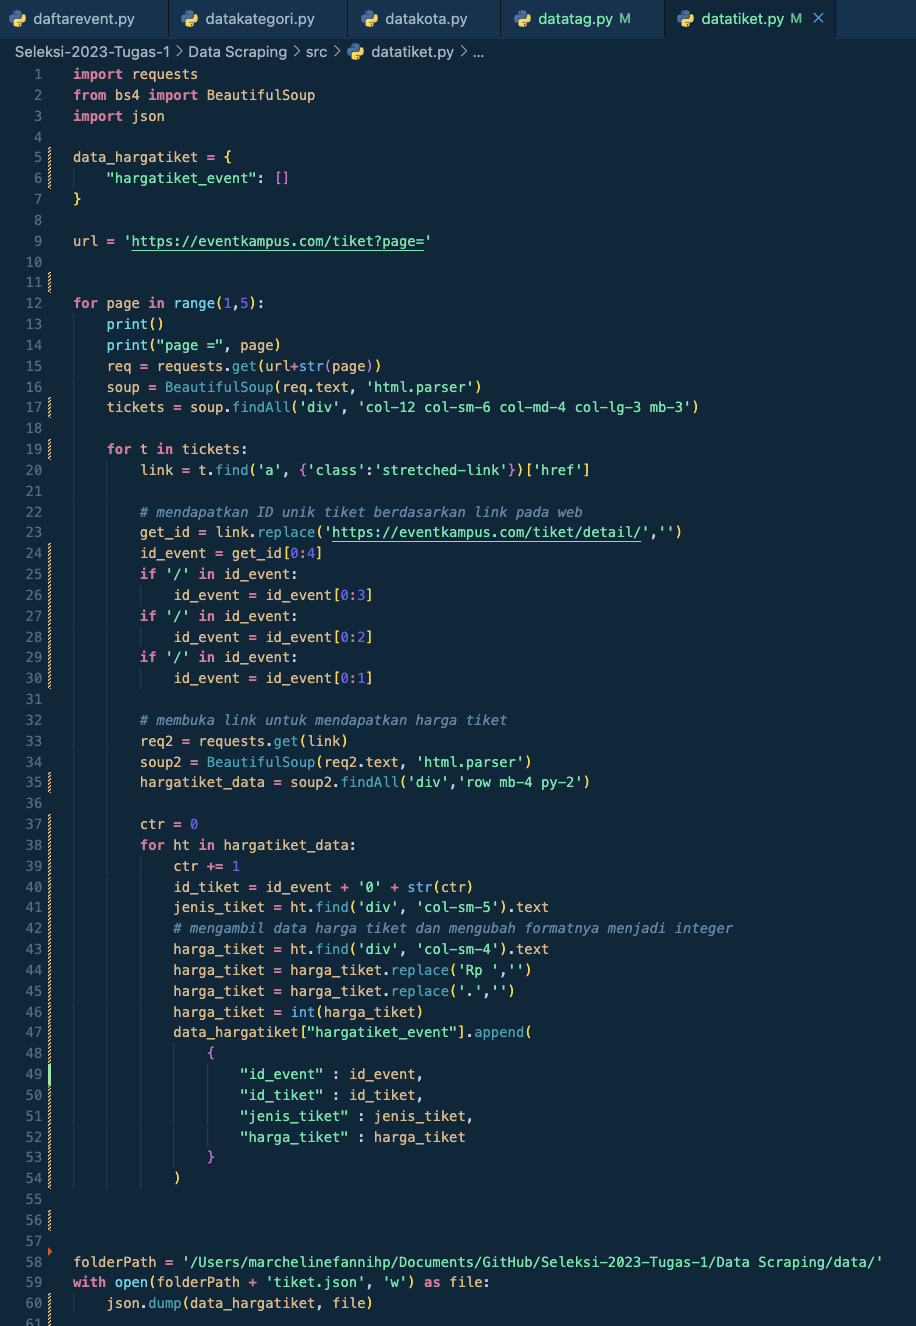 daftarevent.py datakategori.py datakota.py datatag.py M datatiket.py M ×
Seleksi-2023-Tugas-1 > Data Scraping > src > datatiket.py > ...
1 import requests
2 from bs4 import BeautifulSoup
3 import json
4
5 data_hargatiket = {
6     "hargatiket_event": []
7 }
8
9 url = 'https://eventkampus.com/tiket?page='
10
11
12 for page in range(1,5):
13     print()
14     print("page =", page)
15     req = requests.get(url+str(page))
16     soup = BeautifulSoup(req.text, 'html.parser')
17     tickets = soup.findAll('div', 'col-12 col-sm-6 col-md-4 col-lg-3 mb-3')
18
19     for t in tickets:
20         link = t.find('a', {'class':'stretched-link'})['href']
21
22         # mendapatkan ID unik tiket berdasarkan link pada web
23         get_id = link.replace('https://eventkampus.com/tiket/detail/','')
24         id_event = get_id[0:4]
25         if '/' in id_event:
26             id_event = id_event[0:3]
27         if '/' in id_event:
28             id_event = id_event[0:2]
29         if '/' in id_event:
30             id_event = id_event[0:1]
31
32         # membuka link untuk mendapatkan harga tiket
33         req2 = requests.get(link)
34         soup2 = BeautifulSoup(req2.text, 'html.parser')
35         hargatiket_data = soup2.findAll('div','row mb-4 py-2')
36
37         ctr = 0
38         for ht in hargatiket_data:
39             ctr += 1
40             id_tiket = id_event + '0' + str(ctr)
41             jenis_tiket = ht.find('div', 'col-sm-5').text
42             # mengambil data harga tiket dan mengubah formatnya menjadi integer
43             harga_tiket = ht.find('div', 'col-sm-4').text
44             harga_tiket = harga_tiket.replace('Rp ','')
45             harga_tiket = harga_tiket.replace('.','')
46             harga_tiket = int(harga_tiket)
47             data_hargatiket["hargatiket_event"].append(
48                 {
49                     "id_event" : id_event,
50                     "id_tiket" : id_tiket,
51                     "jenis_tiket" : jenis_tiket,
52                     "harga_tiket" : harga_tiket
53                 }
54             )
55
56
57
58 folderPath = '/Users/marchelinefannihp/Documents/GitHub/Seleksi-2023-Tugas-1/Data Scraping/data/'
59 with open(folderPath + 'tiket.json', 'w') as file:
60     json.dump(data_hargatiket, file)
61